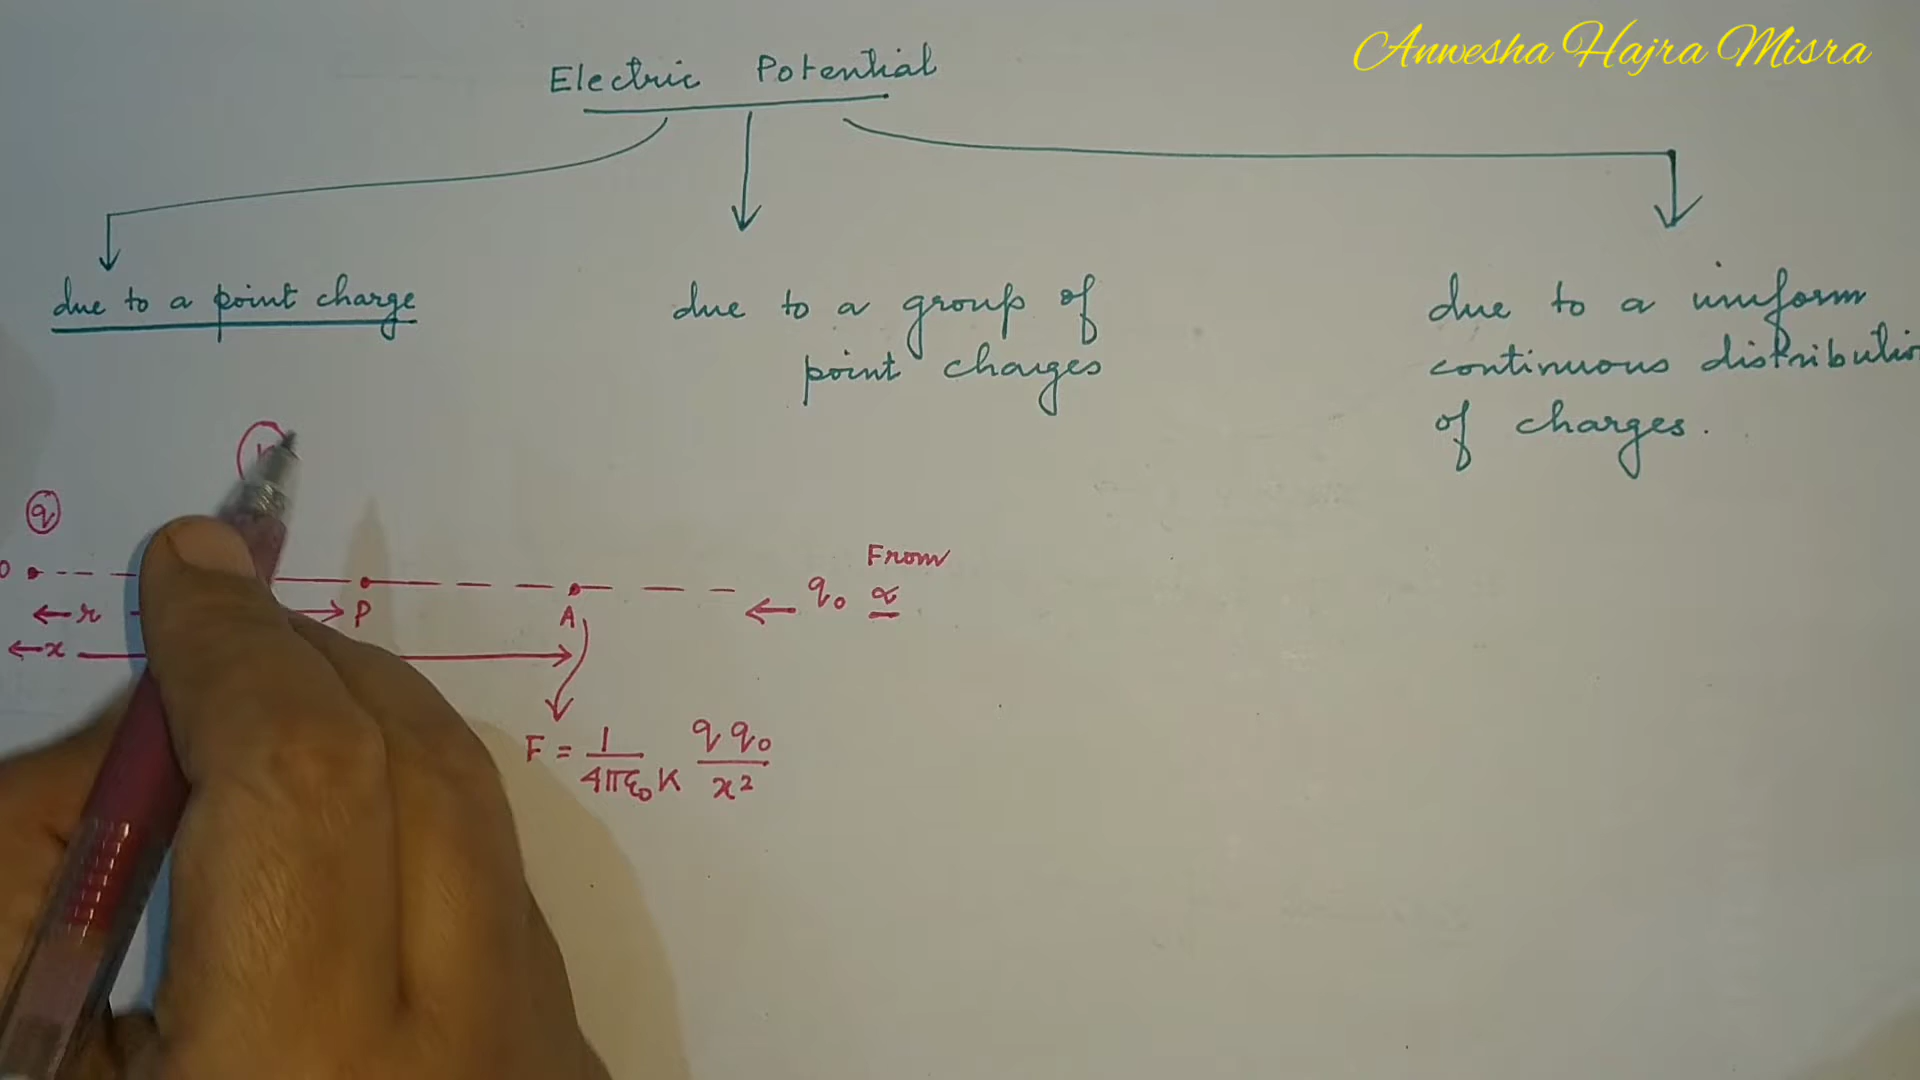 Anwesha Hajra Misra
Electric Potential
due to a point charge
due to a group of
point charges
due to a uniform
continuous distributio
of charges.
q
O
P
A
q₀
From
∝
← r
← x
F = 1/4πε₀K qq₀/x²